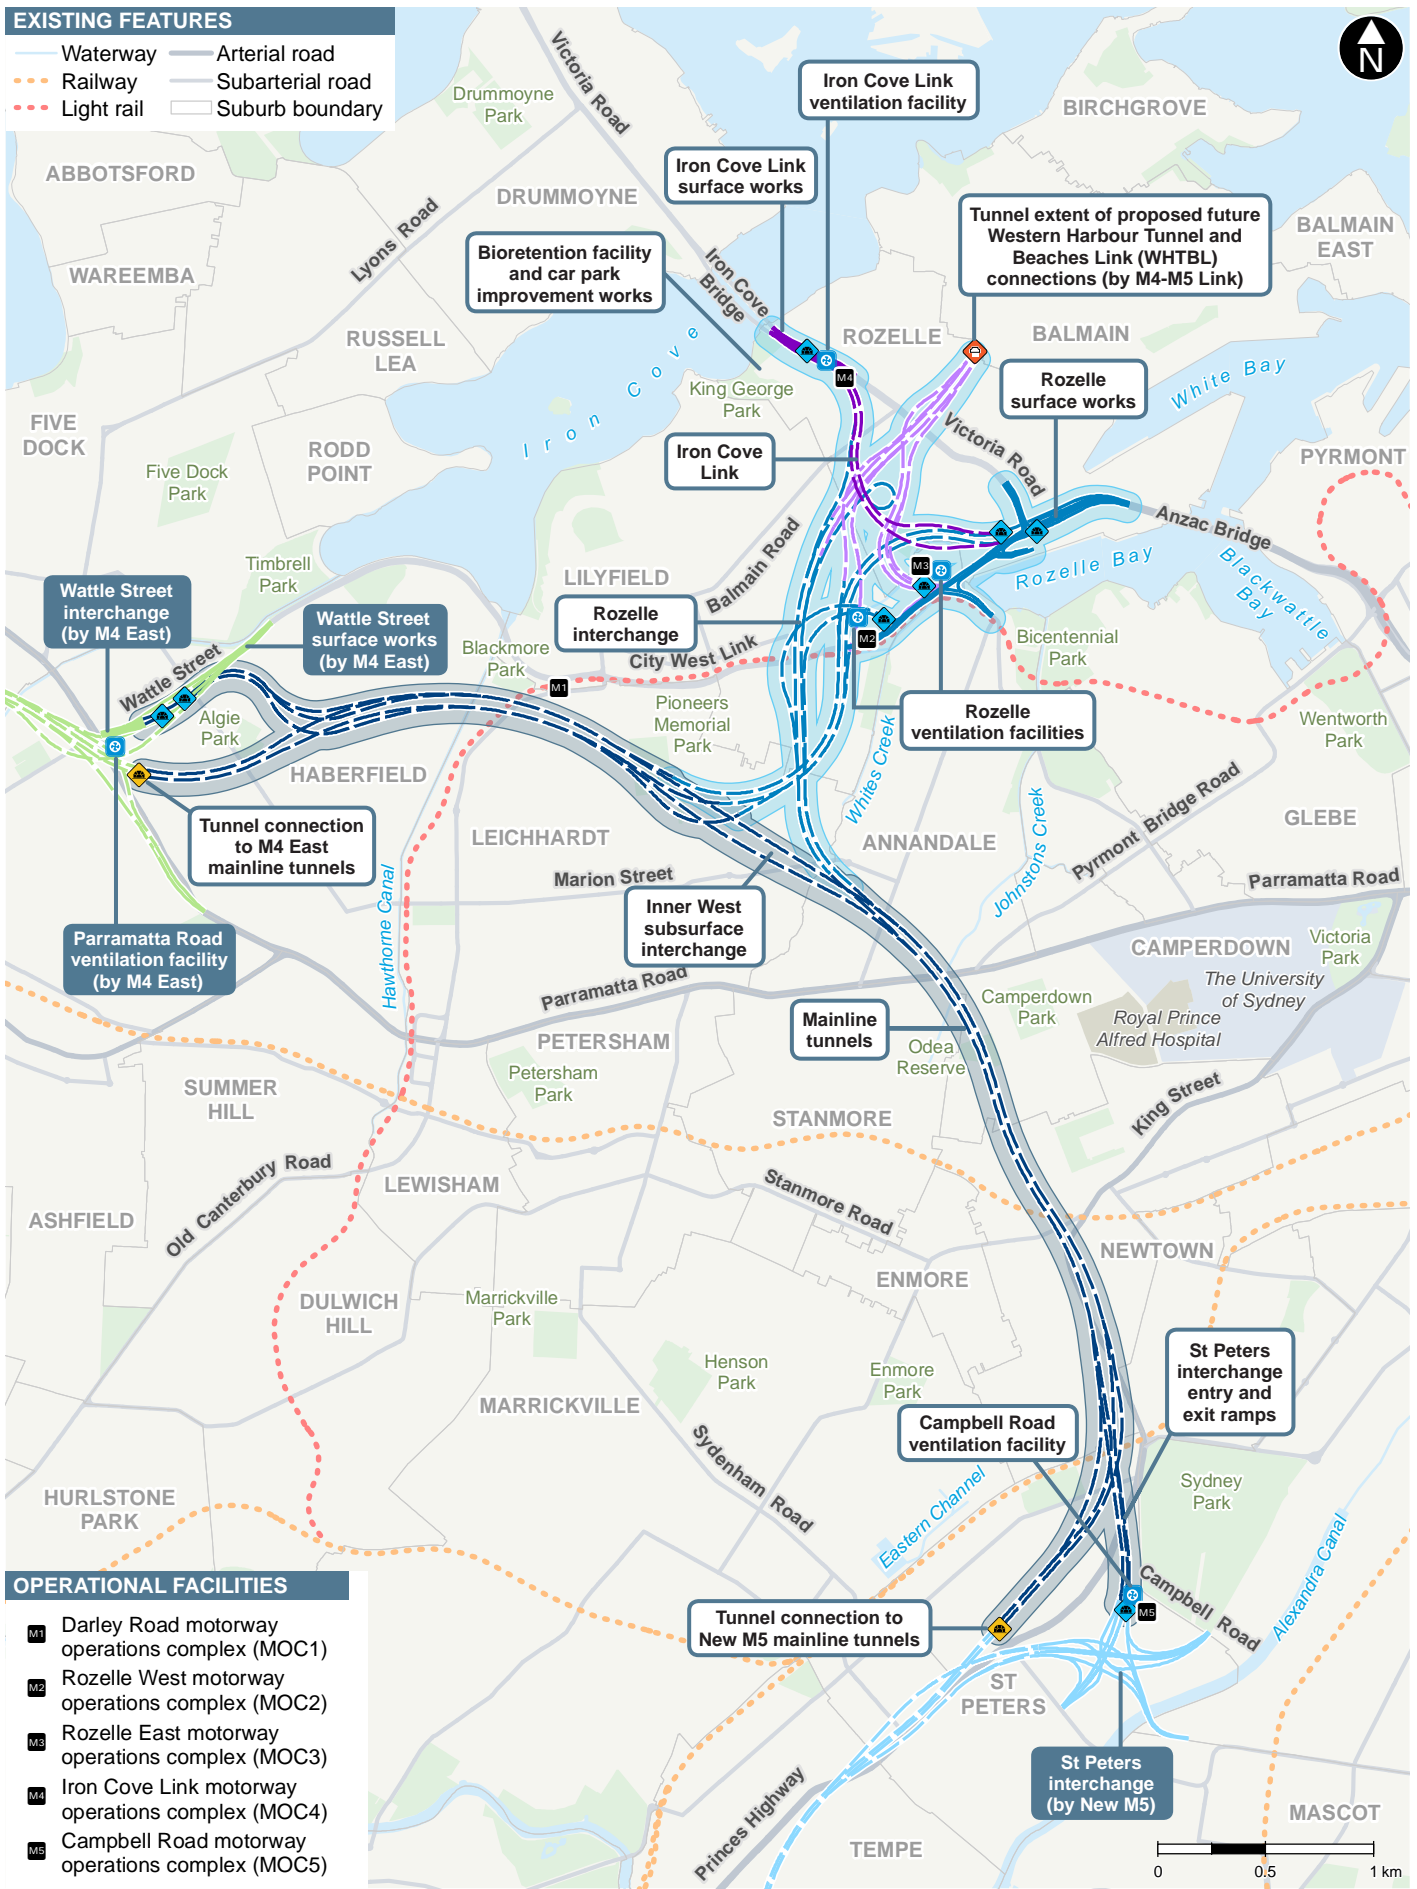 EXISTING FEATURES
Waterway
Arterial road
Railway
Subarterial road
Light rail
Suburb boundary
N
Victoria Road
Drummoyne
Park
Iron Cove Link
ventilation facility
BIRCHGROVE
ABBOTSFORD
Iron Cove Link
surface works
DRUMMOYNE
Lyons Road
Tunnel extent of proposed future
Western Harbour Tunnel and
Beaches Link (WHTBL)
connections (by M4-M5 Link)
BALMAIN
EAST
WAREEMBA
Bioretention facility
and car park
improvement works
Iron Cove
Bridge
RUSSELL
LEA
ROZELLE
BALMAIN
Iron Cove
M4
King George
Park
Rozelle
surface works
White Bay
FIVE
DOCK
RODD
POINT
Five Dock
Park
Iron Cove
Link
Victoria Road
PYRMONT
Anzac Bridge
Timbrell
Park
LILYFIELD
Balmain Road
M3
Rozelle Bay
Blackwattle
Bay
Wattle Street
interchange
(by M4 East)
Wattle Street
surface works
(by M4 East)
Rozelle
interchange
M2
Blackmore
Park
City West Link
Bicentennial
Park
Wattle Street
M1
Algie
Park
Pioneers
Memorial
Park
Rozelle
ventilation facilities
Wentworth
Park
HABERFIELD
Whites Creek
Johnstons Creek
Pyrmont Bridge Road
Tunnel connection
to M4 East
mainline tunnels
LEICHHARDT
ANNANDALE
GLEBE
Marion Street
Parramatta Road
Hawthorne Canal
Inner West
subsurface
interchange
Parramatta Road
ventilation facility
(by M4 East)
CAMPERDOWN
Victoria
Park
The University
of Sydney
Parramatta Road
Camperdown
Park
Royal Prince
Alfred Hospital
Mainline
tunnels
PETERSHAM
Odea
Reserve
Petersham
Park
SUMMER
HILL
STANMORE
King Street
Old Canterbury Road
LEWISHAM
Stanmore Road
ASHFIELD
NEWTOWN
ENMORE
DULWICH
HILL
Marrickville
Park
St Peters
interchange
entry and
exit ramps
Henson
Park
Enmore
Park
MARRICKVILLE
Campbell Road
ventilation facility
Sydenham Road
Sydney
Park
HURLSTONE
PARK
Eastern Channel
Alexandra Canal
Campbell Road
M5
Tunnel connection to
New M5 mainline tunnels
ST
PETERS
St Peters
interchange
(by New M5)
Princes Highway
TEMPE
MASCOT
0 0.5 1 km
OPERATIONAL FACILITIES
M1 Darley Road motorway
operations complex (MOC1)
M2 Rozelle West motorway
operations complex (MOC2)
M3 Rozelle East motorway
operations complex (MOC3)
M4 Iron Cove Link motorway
operations complex (MOC4)
M5 Campbell Road motorway
operations complex (MOC5)